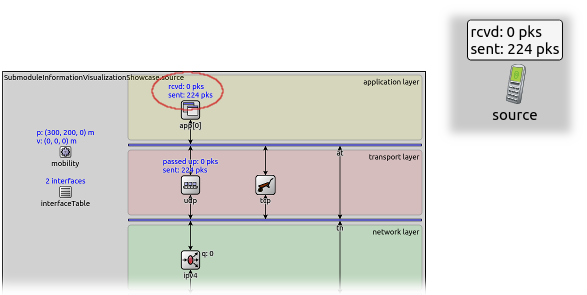 rcvd: 0 pks
sent: 224 pks
source
SubmoduleInformationVisualizationShowcase.source
application layer
rcvd: 0 pks
sent: 224 pks
app[0]
p: (300, 200, 0) m
v: (0, 0, 0) m
mobility
at
transport layer
passed up: 0 pks
sent: 224 pks
2 interfaces
interfaceTable
udp
tcp
tn
network layer
q: 0
ipv4